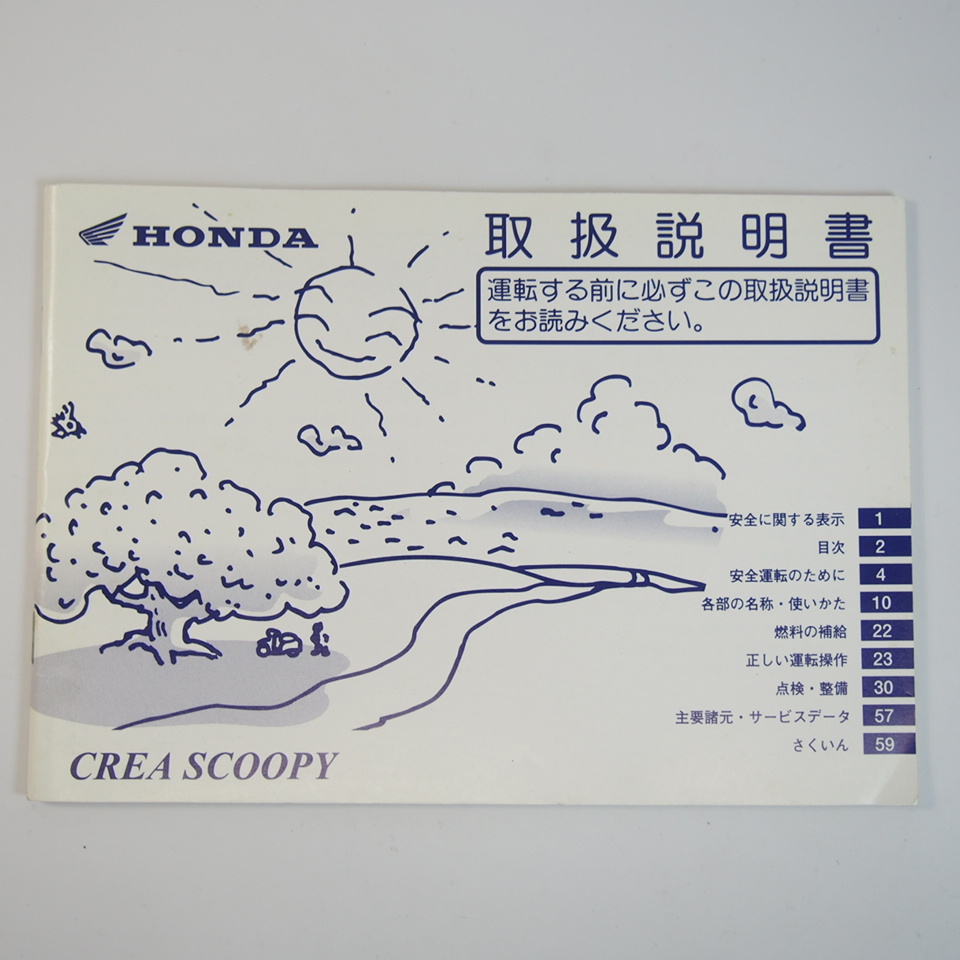 HONDA
取扱説明書
運転する前に必ずこの取扱説明書
をお読みください。
安全に関する表示 1
目次 2
安全運転のために 4
各部の名称・使いかた 10
燃料の補給 22
正しい運転操作 23
点検・整備 30
主要諸元・サービスデータ 57
さくいん 59
CREA SCOOPY